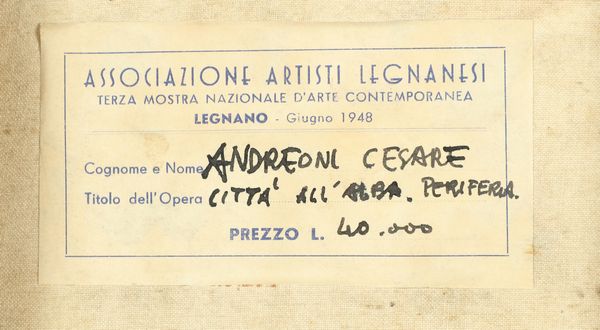 ASSOCIAZIONE ARTISTI LEGNANESI
TERZA MOSTRA NAZIONALE D'ARTE CONTEMPORANEA
LEGNANO - Giugno 1948
Cognome e Nome ANDREONI CESARE
Titolo dell'Opera CITTÀ ALL'ALBA. PERIFERIA.
PREZZO L. 40.000